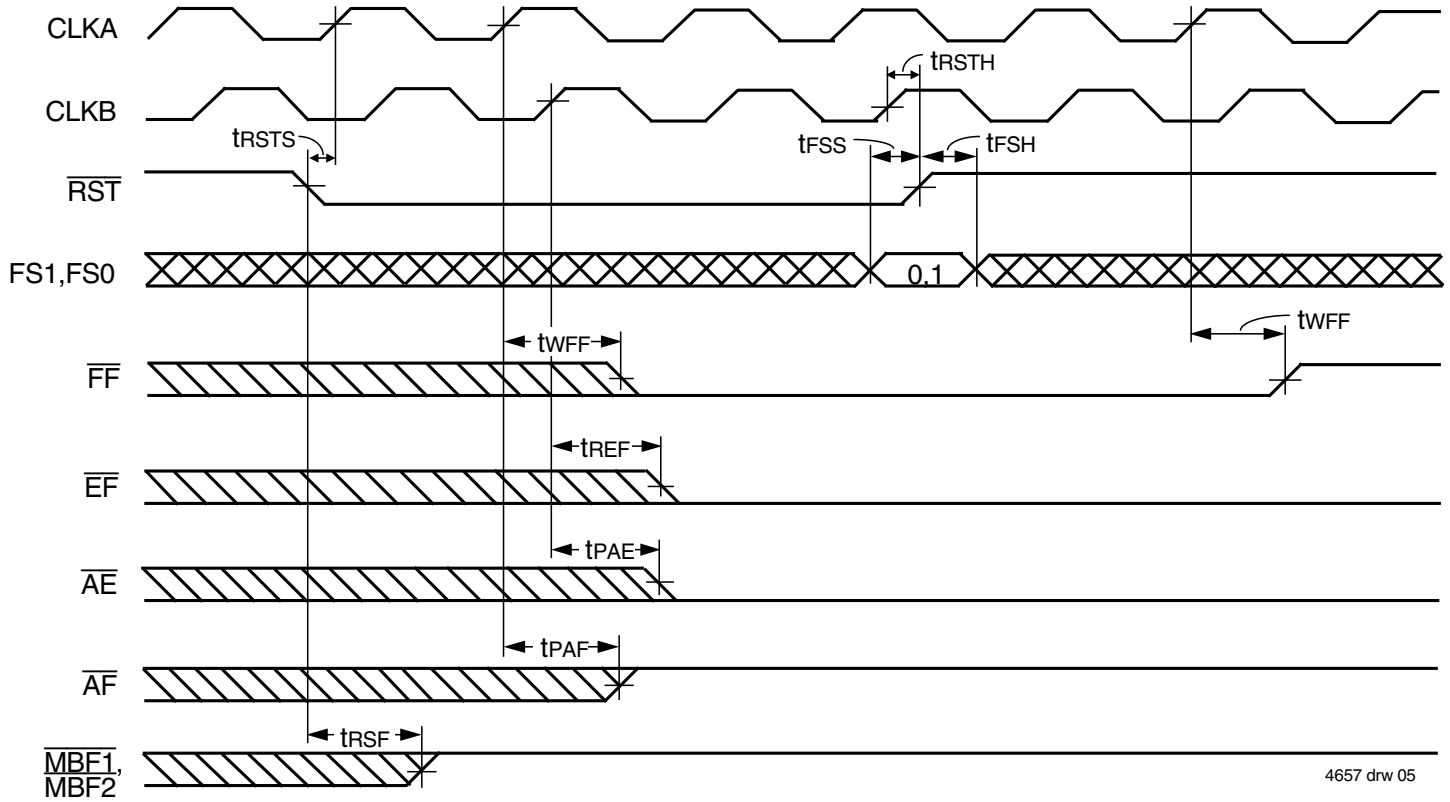 CLKA
tRSTH
CLKB
tRSTS
tFSS
tFSH
RST
FS1,FS0
0,1
tWFF
tWFF
FF
tREF
EF
tPAE
AE
tPAF
AF
tRSF
MBF1,
MBF2
4657 drw 05